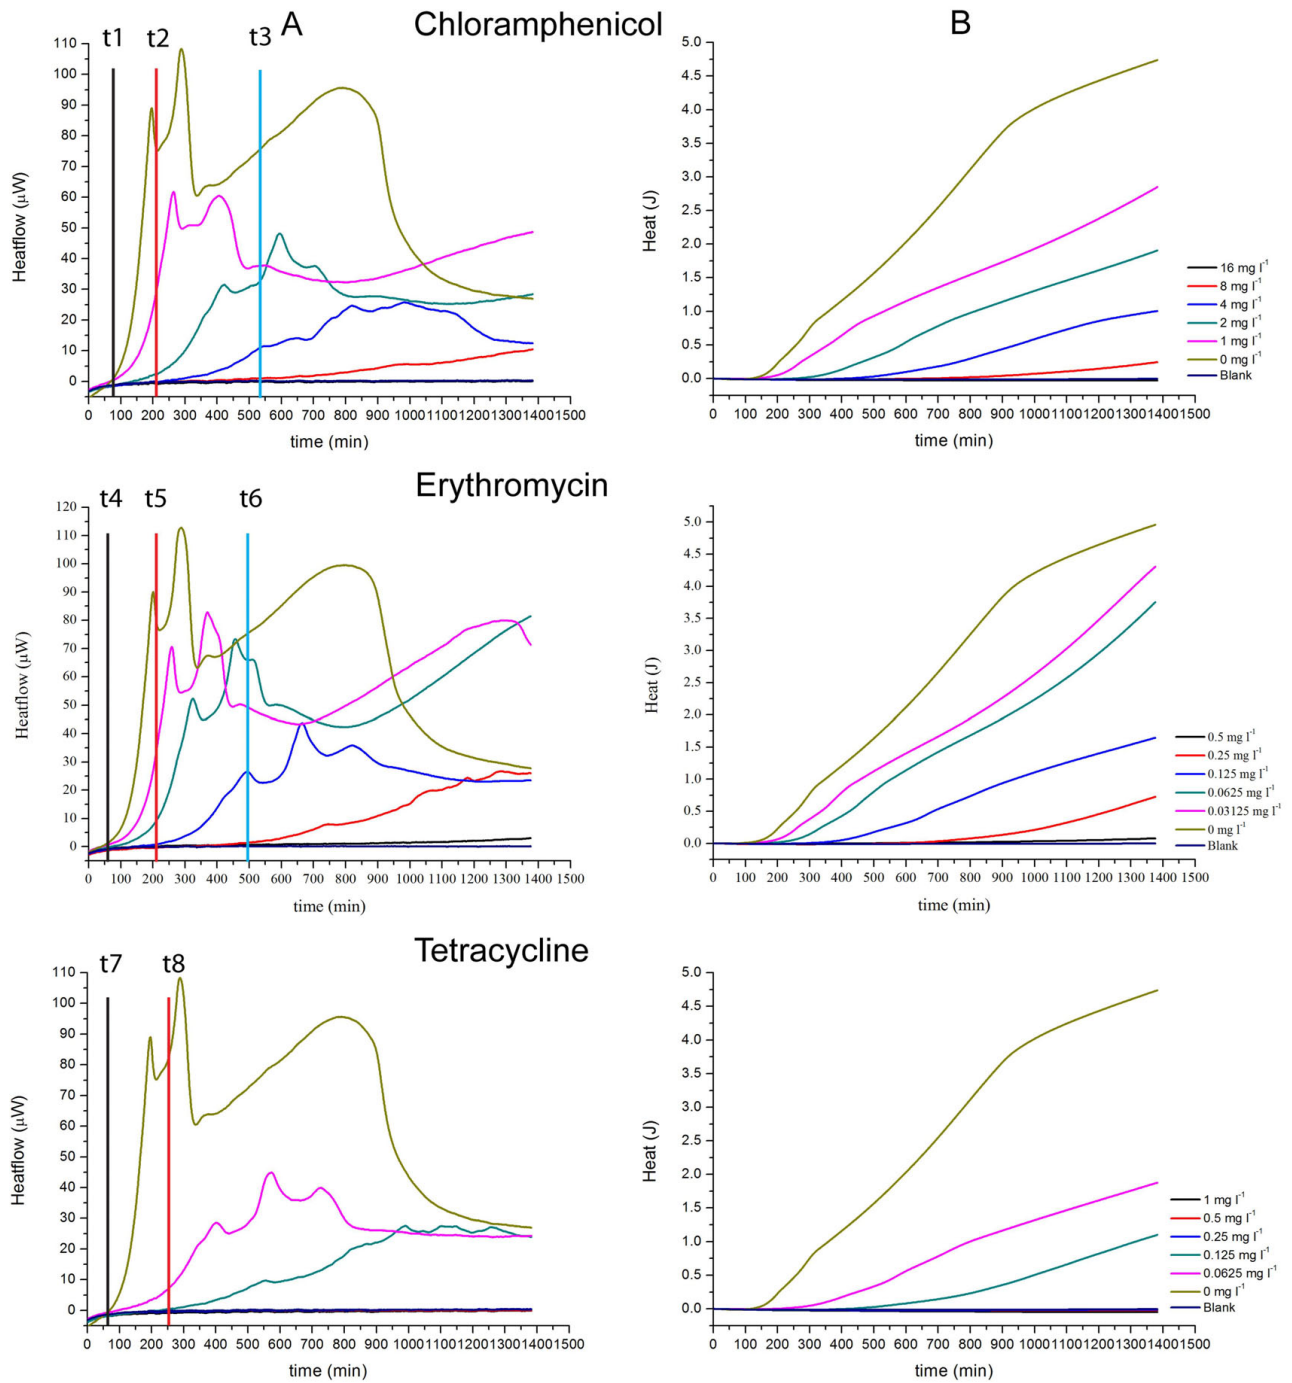 A Chloramphenicol B
t1 t2 t3
110
100
90
80
70
60
50
40
30
20
10
0
Heatflow (μW)
0 100 200 300 400 500 600 700 800 900 1000 1100 1200 1300 1400 1500
time (min)
5.0
4.5
4.0
3.5
3.0
2.5
2.0
1.5
1.0
0.5
0.0
Heat (J)
0 100 200 300 400 500 600 700 800 900 1000 1100 1200 1300 1400 1500
time (min)
16 mg l⁻¹
8 mg l⁻¹
4 mg l⁻¹
2 mg l⁻¹
1 mg l⁻¹
0 mg l⁻¹
Blank
Erythromycin
t4 t5 t6
120
110
100
90
80
70
60
50
40
30
20
10
0
Heatflow (μW)
0 100 200 300 400 500 600 700 800 900 1000 1100 1200 1300 1400 1500
time (min)
5.0
4.5
4.0
3.5
3.0
2.5
2.0
1.5
1.0
0.5
0.0
Heat (J)
0 100 200 300 400 500 600 700 800 900 1000 1100 1200 1300 1400 1500
time (min)
0.5 mg l⁻¹
0.25 mg l⁻¹
0.125 mg l⁻¹
0.0625 mg l⁻¹
0.03125 mg l⁻¹
0 mg l⁻¹
Blank
Tetracycline
t7 t8
110
100
90
80
70
60
50
40
30
20
10
0
Heatflow (μW)
0 100 200 300 400 500 600 700 800 900 1000 1100 1200 1300 1400 1500
time (min)
5.0
4.5
4.0
3.5
3.0
2.5
2.0
1.5
1.0
0.5
0.0
Heat (J)
0 100 200 300 400 500 600 700 800 900 1000 1100 1200 1300 1400 1500
time (min)
1 mg l⁻¹
0.5 mg l⁻¹
0.25 mg l⁻¹
0.125 mg l⁻¹
0.0625 mg l⁻¹
0 mg l⁻¹
Blank